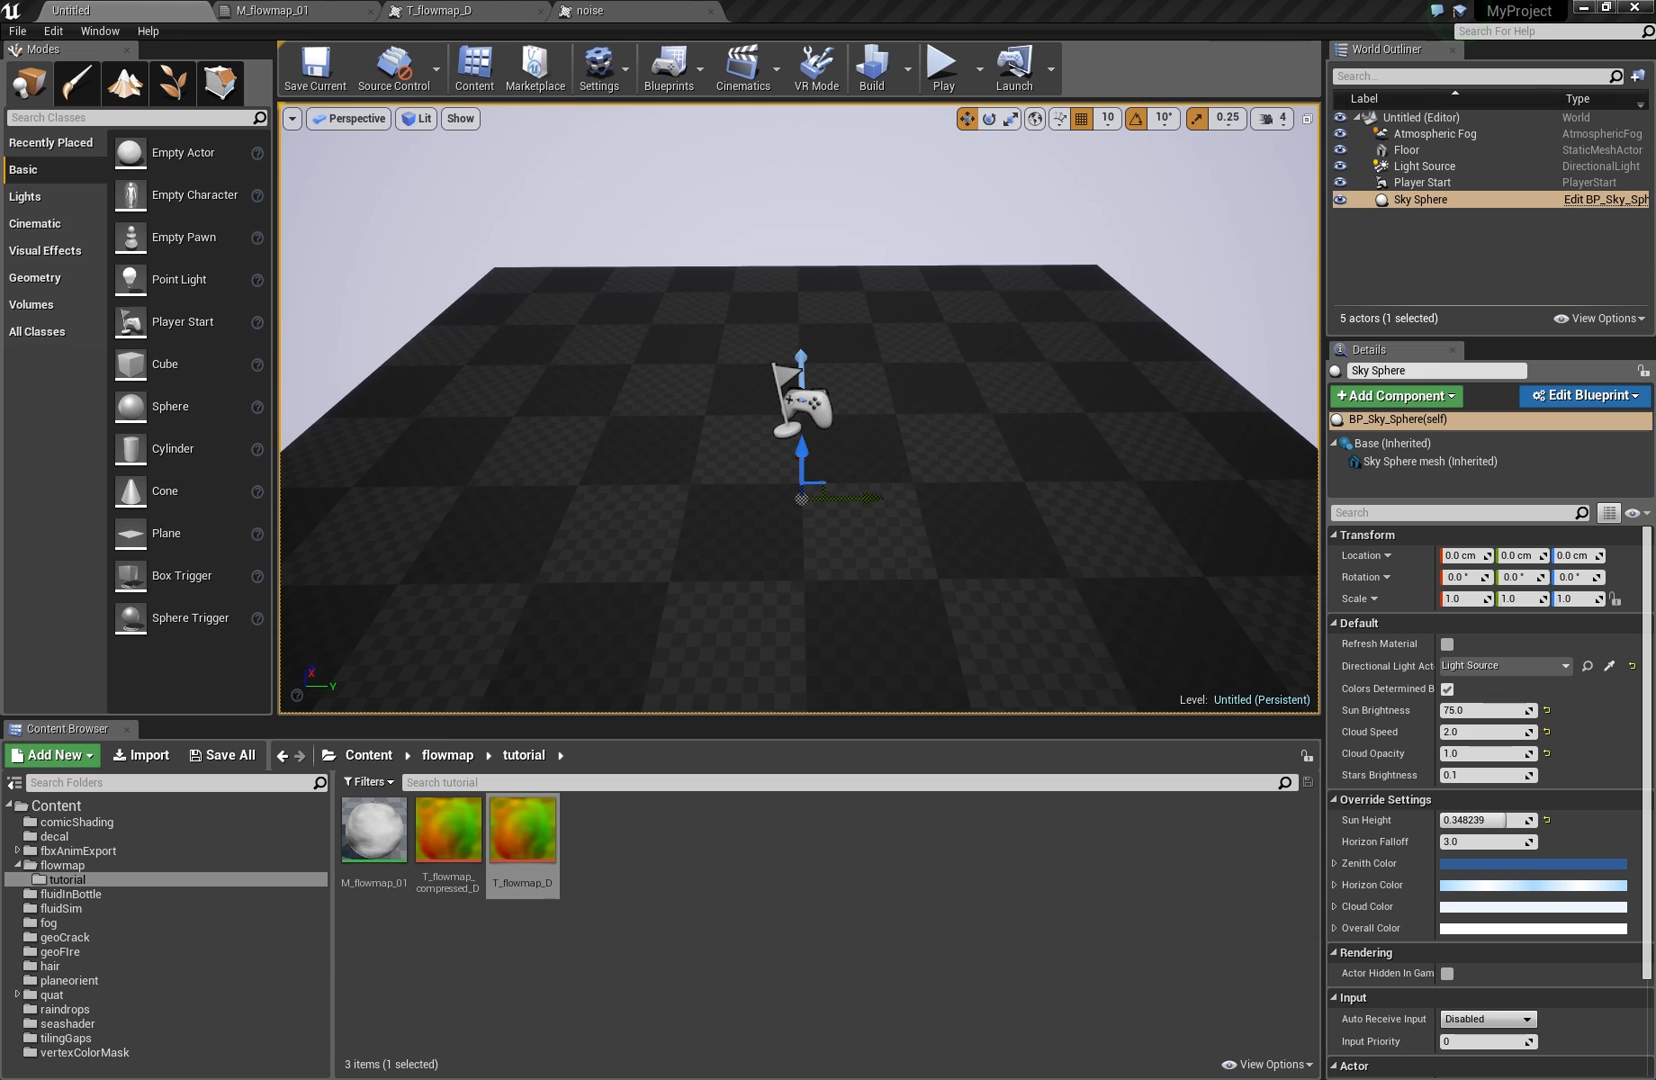 Untitled
M_flowmap_01
T_flowmap_D
noise
MyProject
File Edit Window Help
Search For Help
Modes
Search Classes
Recently Placed
Basic
Lights
Cinematic
Visual Effects
Geometry
Volumes
All Classes
Empty Actor
Empty Character
Empty Pawn
Point Light
Player Start
Cube
Sphere
Cylinder
Cone
Plane
Box Trigger
Sphere Trigger
Save Current
Source Control
Content
Marketplace
Settings
Blueprints
Cinematics
VR Mode
Build
Play
Launch
Perspective
Lit
Show
10
10°
0.25
4
X
Y
Level: Untitled (Persistent)
World Outliner
Search...
Label Type
Untitled (Editor) World
Atmospheric Fog AtmosphericFog
Floor StaticMeshActor
Light Source DirectionalLight
Player Start PlayerStart
Sky Sphere Edit BP_Sky_Sph
5 actors (1 selected)
View Options
Details
Sky Sphere
+Add Component
Edit Blueprint
BP_Sky_Sphere(self)
Base (Inherited)
Sky Sphere mesh (Inherited)
Search
Transform
Location 0.0 cm 0.0 cm 0.0 cm
Rotation 0.0 ° 0.0 ° 0.0 °
Scale 1.0 1.0 1.0
Default
Refresh Material
Directional Light Act Light Source
Colors Determined B
Sun Brightness 75.0
Cloud Speed 2.0
Cloud Opacity 1.0
Stars Brightness 0.1
Override Settings
Sun Height 0.348239
Horizon Falloff 3.0
Zenith Color
Horizon Color
Cloud Color
Overall Color
Rendering
Actor Hidden In Gam
Input
Auto Receive Input Disabled
Input Priority 0
Actor
Content Browser
Add New
Import
Save All
Content flowmap tutorial
Search Folders
Filters
Search tutorial
Content
comicShading
decal
fbxAnimExport
flowmap
tutorial
fluidInBottle
fluidSim
fog
geoCrack
geoFIre
hair
planeorient
quat
raindrops
seashader
tilingGaps
vertexColorMask
M_flowmap_01
T_flowmap_
compressed_D
T_flowmap_D
3 items (1 selected)
View Options